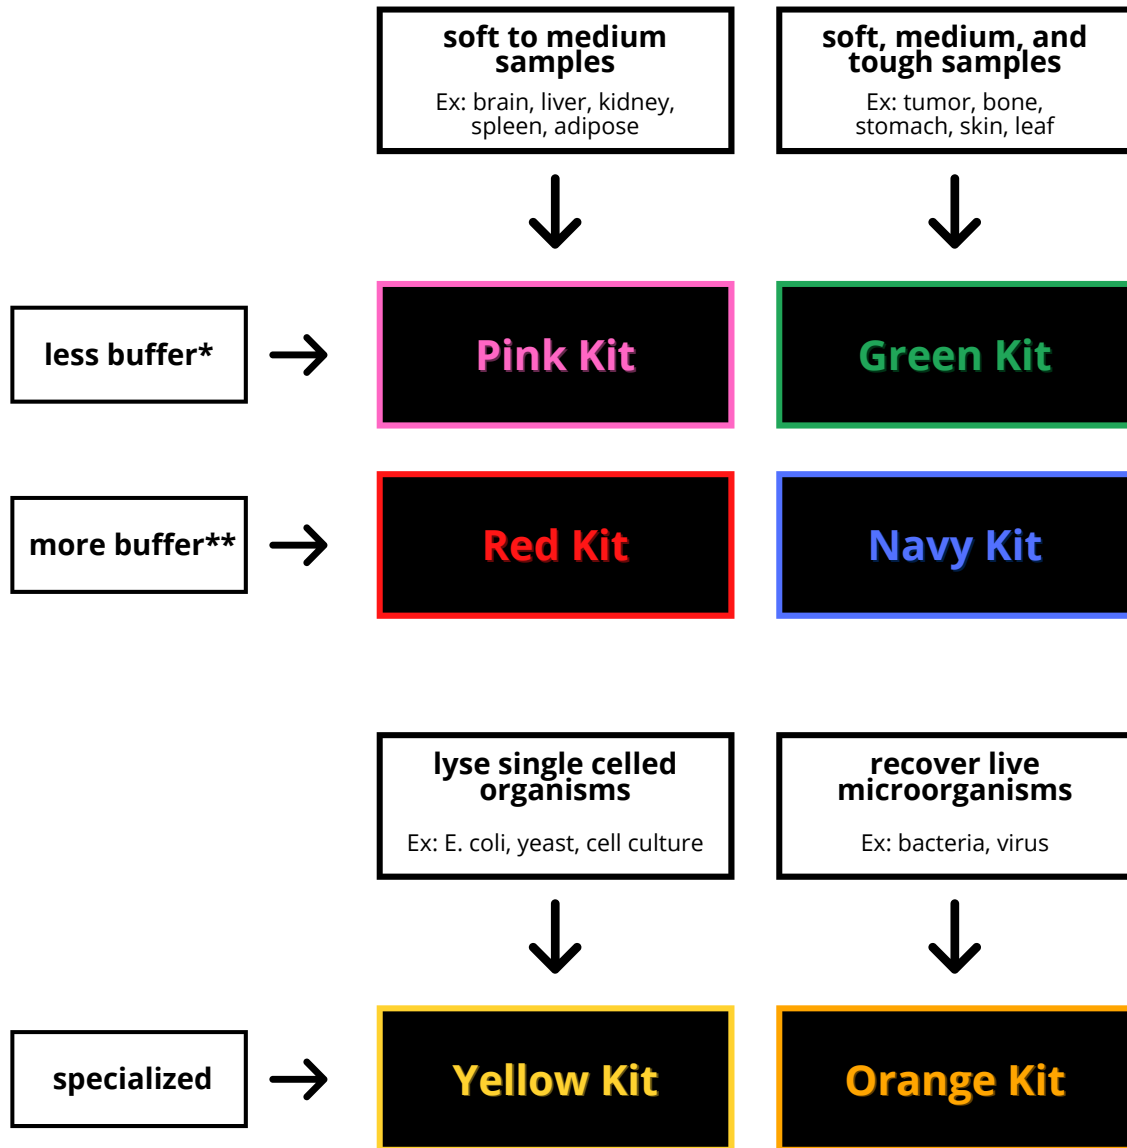 soft to medium
samples
Ex: brain, liver, kidney,
spleen, adipose
soft, medium, and
tough samples
Ex: tumor, bone,
stomach, skin, leaf
less buffer*
Pink Kit
Green Kit
more buffer**
Red Kit
Navy Kit
lyse single celled
organisms
Ex: E. coli, yeast, cell culture
recover live
microorganisms
Ex: bacteria, virus
specialized
Yellow Kit
Orange Kit